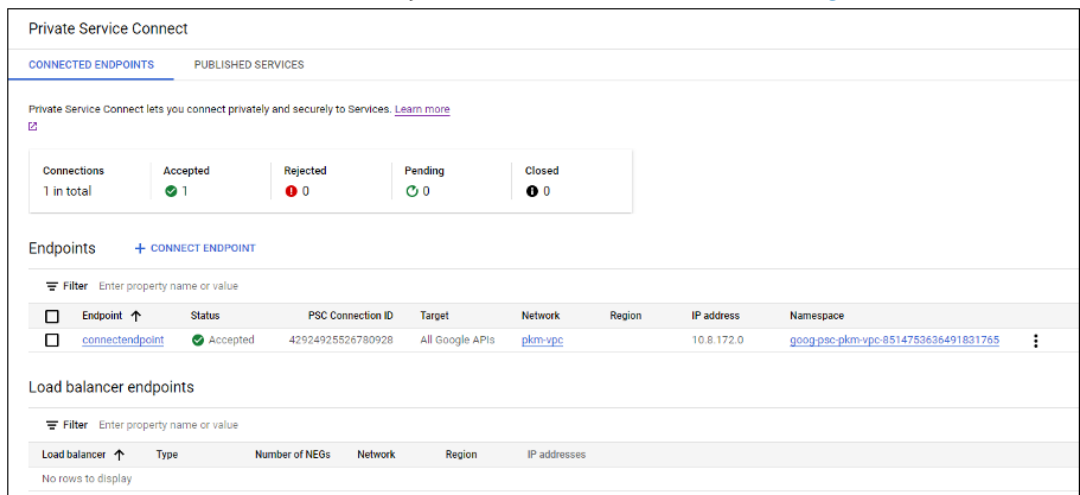 Private Service Connect
CONNECTED ENDPOINTS PUBLISHED SERVICES
Private Service Connect lets you connect privately and securely to Services. Learn more
Connections Accepted Rejected Pending Closed
1 in total 1 0 0 0
Endpoints + CONNECT ENDPOINT
Filter Enter property name or value
Endpoint Status PSC Connection ID Target Network Region IP address Namespace
connectendpoint Accepted 42924925526780928 All Google APIs pkm-vpc 10.8.172.0 goog-psc-pkm-vpc-8514753636491831765
Load balancer endpoints
Filter Enter property name or value
Load balancer Type Number of NEGs Network Region IP addresses
No rows to display